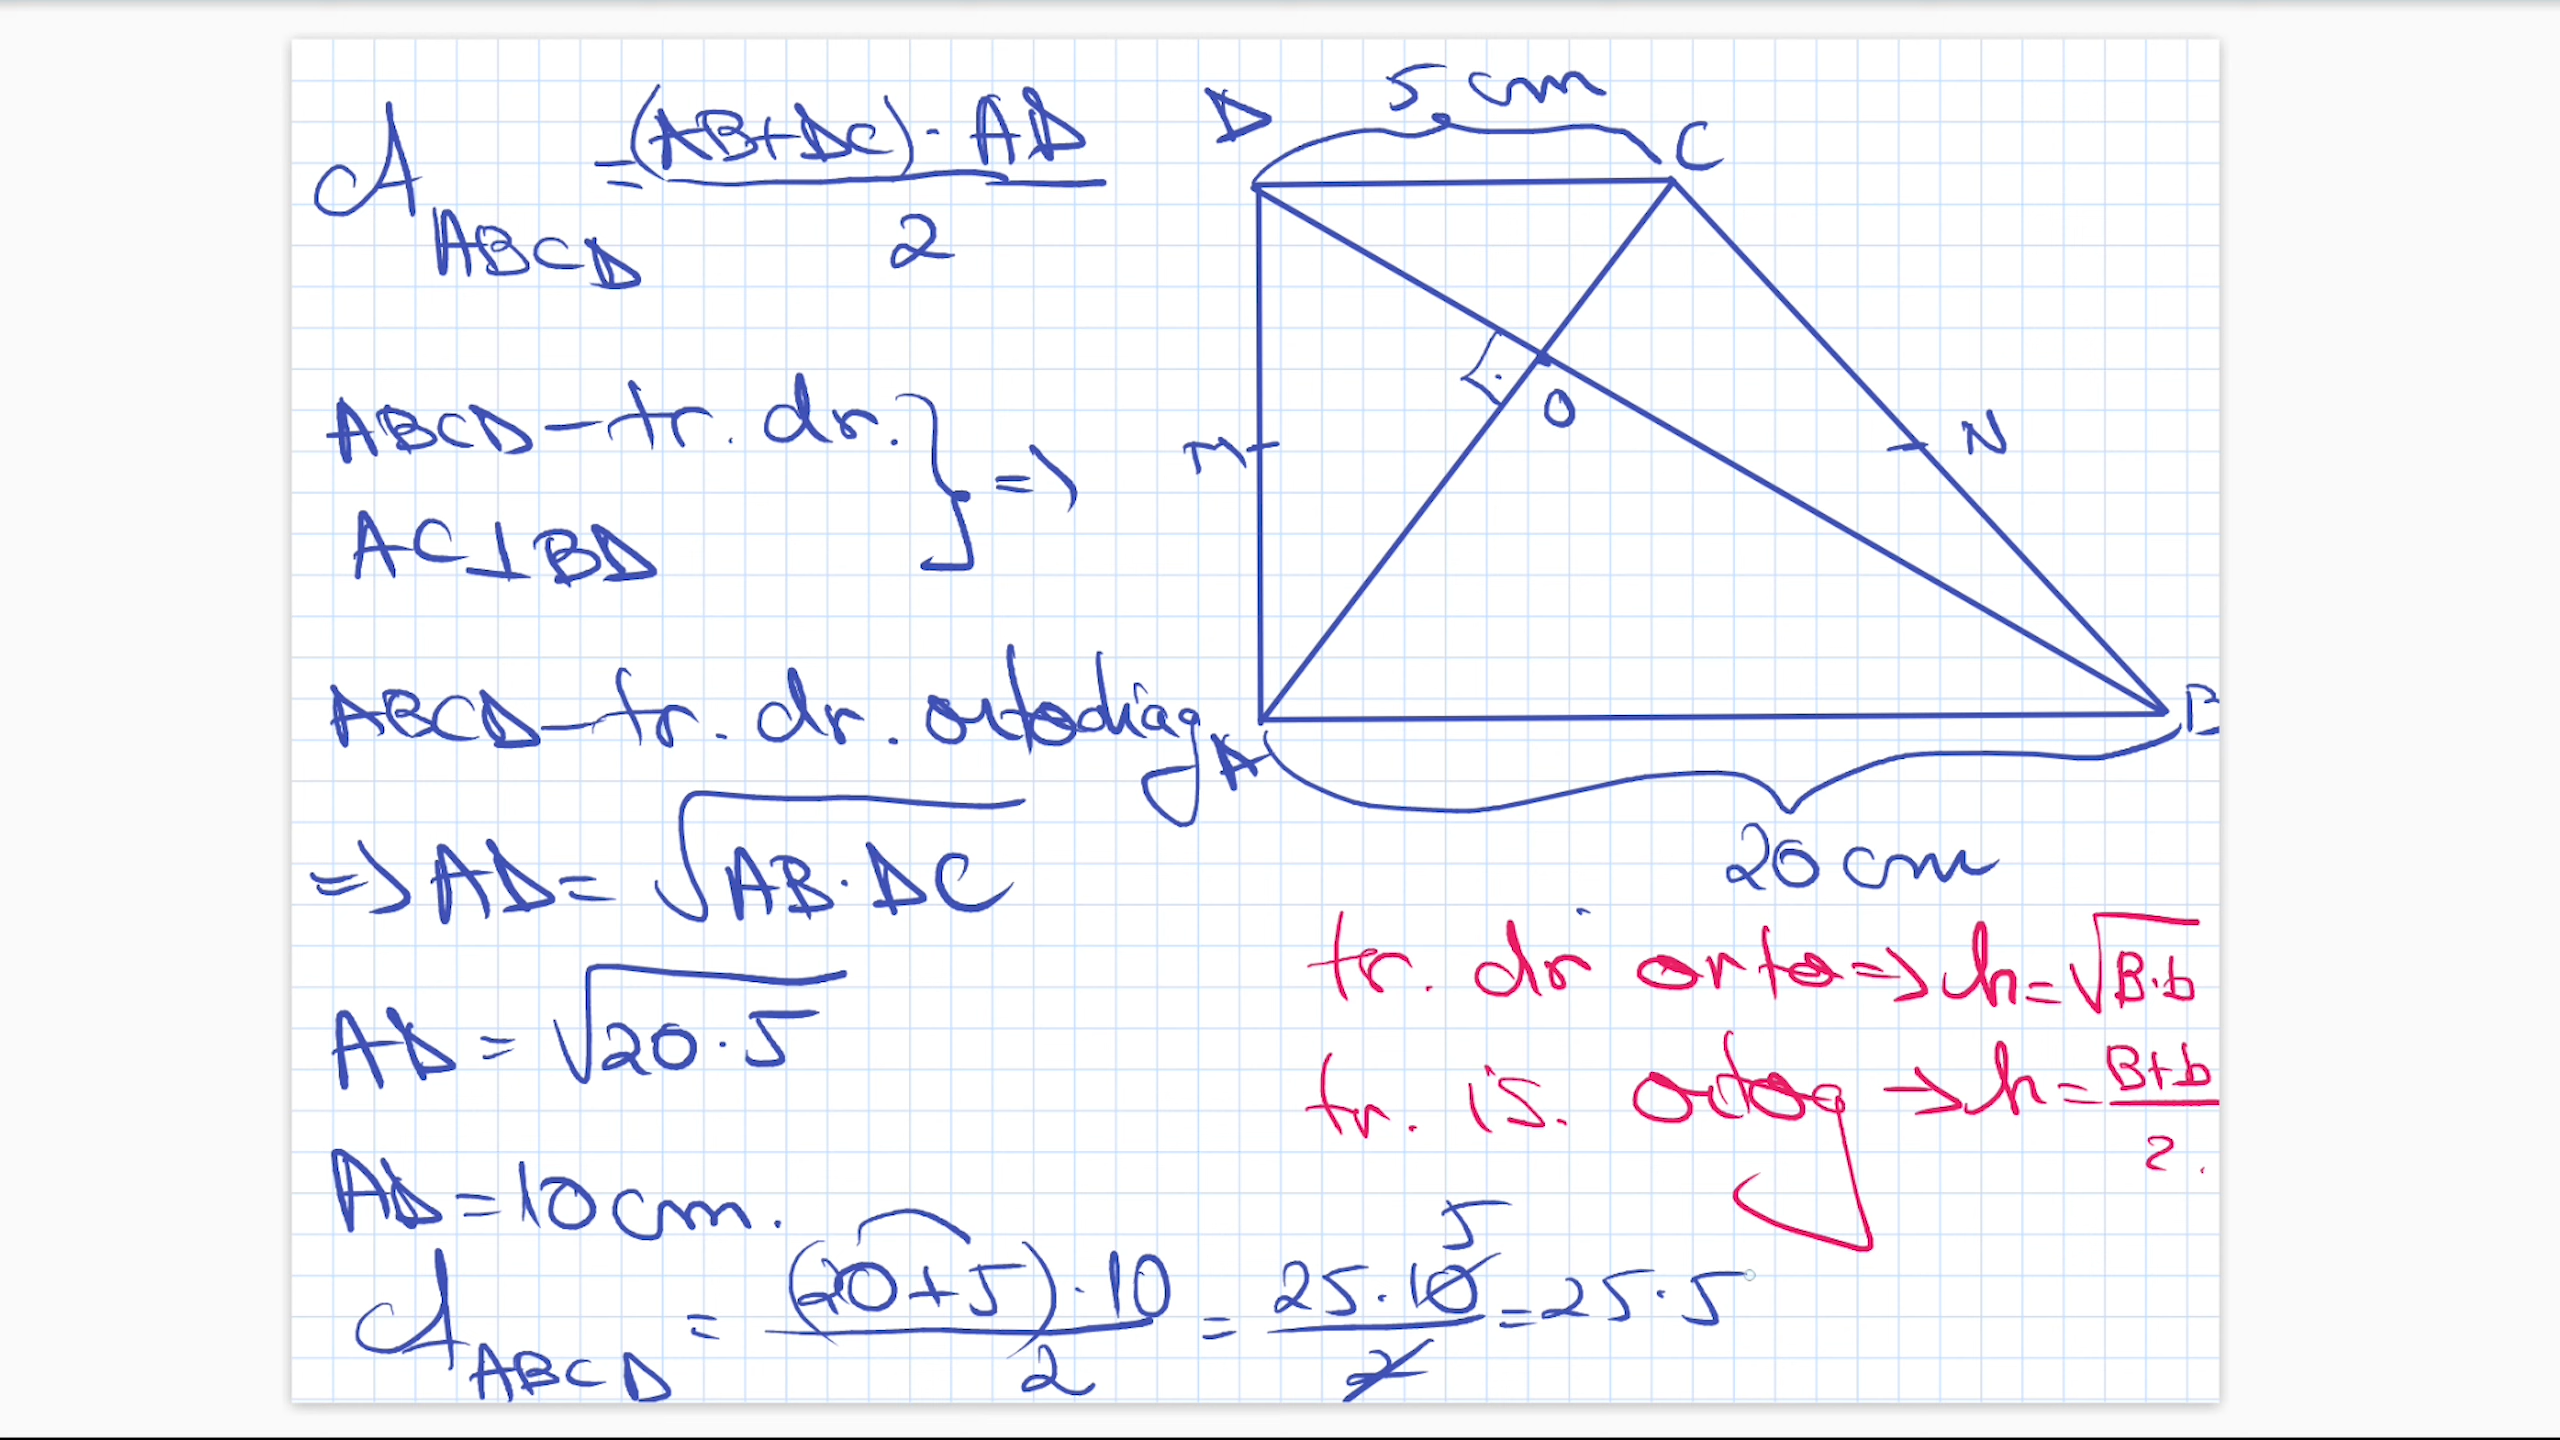 A ABCD = (AB+DC)·AD / 2
ABCD – tr. dr.
AC⊥BD } =>
ABCD – tr. dr. ortodiag
=> AD = √AB·DC
AD = √20·5
AD = 10 cm.
A ABCD = (20+5)·10 / 2 = 25·10 / 2 = 25·5
5
5 cm
D
C
O
M
N
A
B
20 cm
tr. dr orto => h = √B·b
tr. is. ortog → h = B+b / 2.